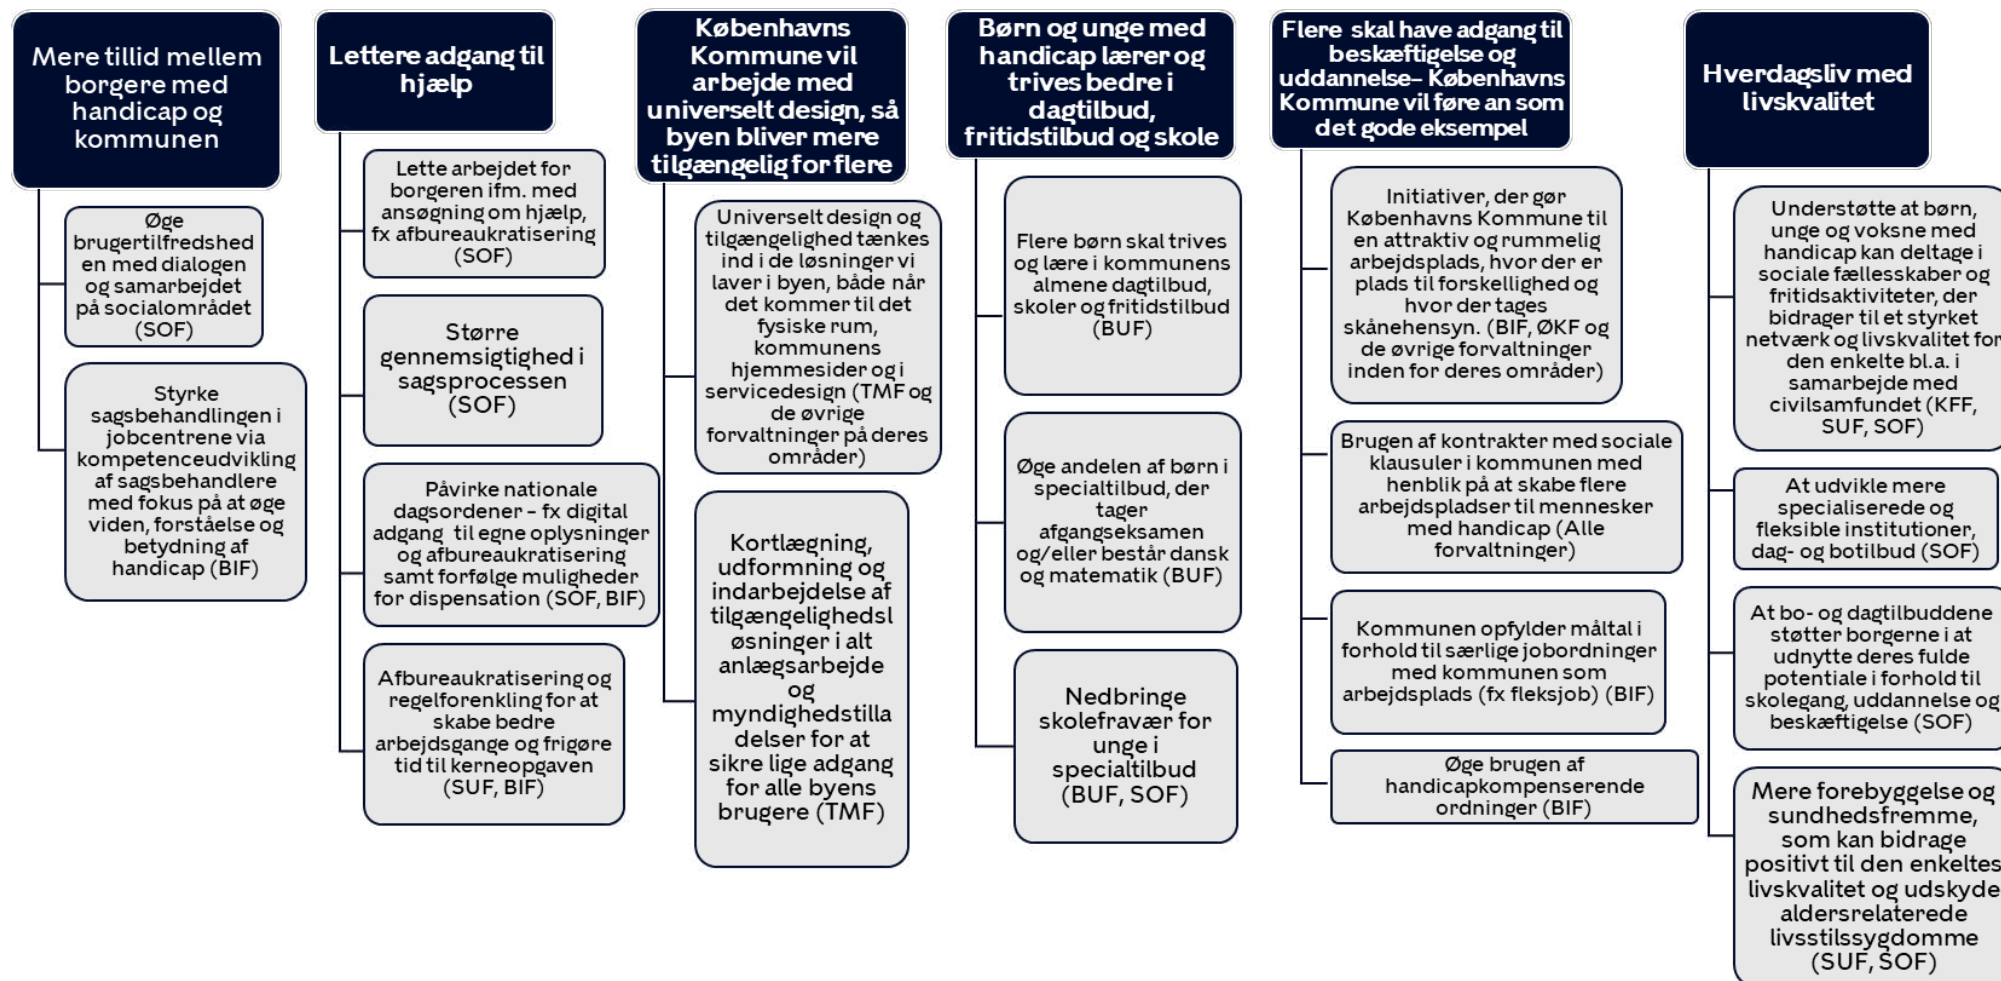 Mere tillid mellem
borgere med
handicap og
kommunen
Øge
brugertilfredshed
en med dialogen
og samarbejdet
på socialområdet
(SOF)
Styrke
sagsbehandlingen i
jobcentrene via
kompetenceudvikling
af sagsbehandlere
med fokus på at øge
viden, forståelse og
betydning af
handicap (BIF)
Lettere adgang til
hjælp
Lette arbejdet for
borgeren ifm. med
ansøgning om hjælp,
fx afbureaukratisering
(SOF)
Større
gennemsigtighed i
sagsprocessen
(SOF)
Påvirke nationale
dagsordener - fx digital
adgang til egne oplysninger
og afbureaukratisering
samt forfølge muligheder
for dispensation (SOF, BIF)
Afbureaukratisering og
regelforenkling for at
skabe bedre
arbejdsgange og frigøre
tid til kerneopgaven
(SUF, BIF)
Københavns
Kommune vil
arbejde med
universelt design, så
byen bliver mere
tilgængelig for flere
Universelt design og
tilgængelighed tænkes
ind i de løsninger vi
laver i byen, både når
det kommer til det
fysiske rum,
kommunens
hjemmesider og i
servicedesign (TMF og
de øvrige
forvaltninger på deres
områder)
Kortlægning,
udformning og
indarbejdelse af
tilgængelighedsl
øsninger i alt
anlægsarbejde
og
myndighedstilla
delser for at
sikre lige adgang
for alle byens
brugere (TMF)
Børn og unge med
handicap lærer og
trives bedre i
dagtilbud,
fritidstilbud og skole
Flere børn skal trives
og lære i kommunens
almene dagtilbud,
skoler og fritidstilbud
(BUF)
Øge andelen af børn i
specialtilbud, der
tager
afgangseksamen
og/eller består dansk
og matematik (BUF)
Nedbringe
skolefravær for
unge i
specialtilbud
(BUF, SOF)
Flere skal have adgang til
beskæftigelse og
uddannelse– Københavns
Kommune vil føre an som
det gode eksempel
Initiativer, der gør
Københavns Kommune til
en attraktiv og rummelig
arbejdsplads, hvor der er
plads til forskellighed og
hvor der tages
skånehensyn. (BIF, ØKF og
de øvrige forvaltninger
inden for deres områder)
Brugen af kontrakter med sociale
klausuler i kommunen med
henblik på at skabe flere
arbejdspladser til mennesker
med handicap (Alle
forvaltninger)
Kommunen opfylder måltal i
forhold til særlige jobordninger
med kommunen som
arbejdsplads (fx fleksjob) (BIF)
Øge brugen af
handicapkompenserende
ordninger (BIF)
Hverdagsliv med
livskvalitet
Understøtte at børn,
unge og voksne med
handicap kan deltage i
sociale fællesskaber og
fritidsaktiviteter, der
bidrager til et styrket
netværk og livskvalitet for
den enkelte bl.a. i
samarbejde med
civilsamfundet (KFF,
SUF, SOF)
At udvikle mere
specialiserede og
fleksible institutioner,
dag- og botilbud (SOF)
At bo- og dagtilbuddene
støtter borgerne i at
udnytte deres fulde
potentiale i forhold til
skolegang, uddannelse og
beskæftigelse (SOF)
Mere forebyggelse og
sundhedsfremme,
som kan bidrage
positivt til den enkeltes
livskvalitet og udskyde
aldersrelaterede
livsstilssygdomme
(SUF, SOF)